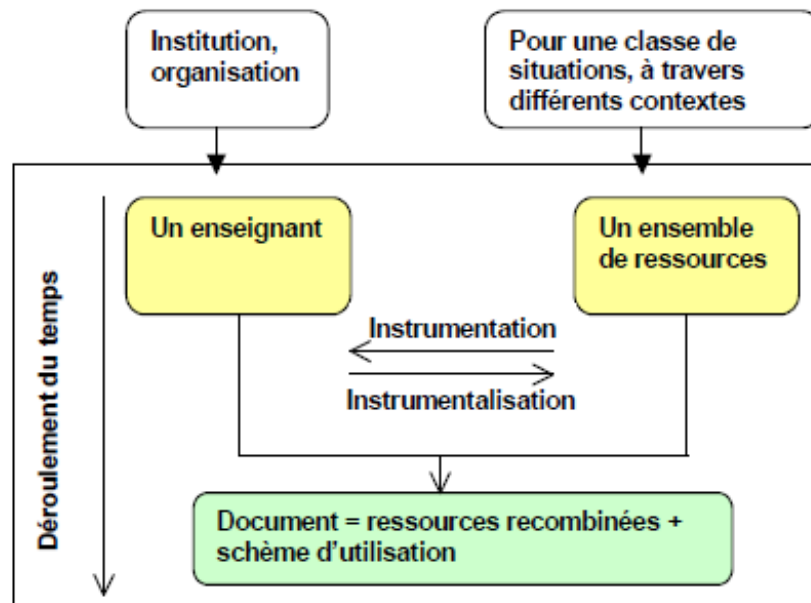 Institution,
organisation
Pour une classe de
situations, à travers
différents contextes
Déroulement du temps
Un enseignant
Un ensemble
de ressources
Instrumentation
Instrumentalisation
Document = ressources recombinées +
schème d'utilisation